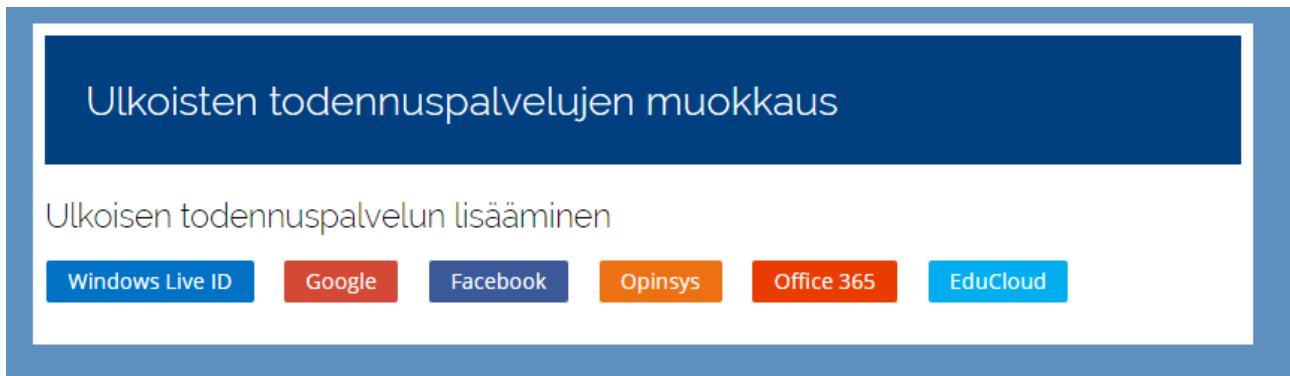 Ulkoisten todennuspalvelujen muokkaus
Ulkoisen todennuspalvelun lisääminen
Windows Live ID Google Facebook Opinsys Office 365 EduCloud